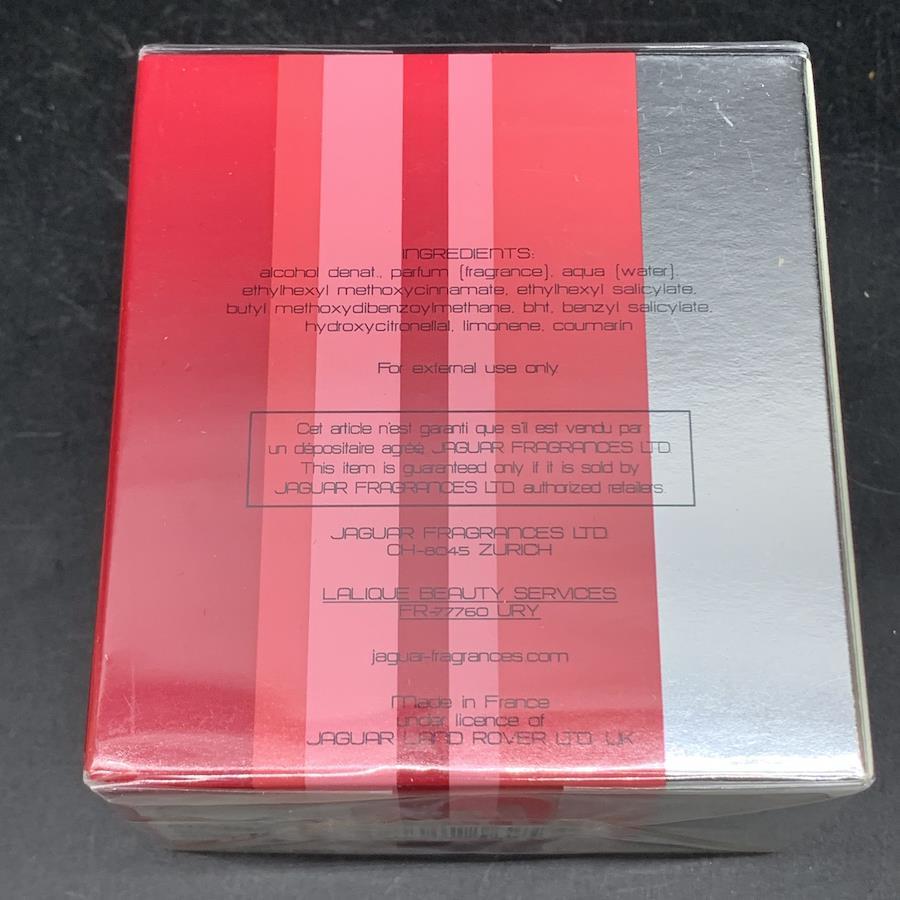 INGREDIENTS:
alcohol denat., parfum (fragrance), aqua (water),
ethylhexyl methoxycinnamate, ethylhexyl salicylate,
butyl methoxydibenzoylmethane, bht, benzyl salicylate,
hydroxycitronellal, limonene, coumarin
For external use only
Cet article n'est garanti que s'il est vendu par
un dépositaire agréé JAGUAR FRAGRANCES LTD.
This item is guaranteed only if it is sold by
JAGUAR FRAGRANCES LTD. authorized retailers.
JAGUAR FRAGRANCES LTD.
CH-8045 ZURICH
LALIQUE BEAUTY SERVICES
FR-77760 URY
jaguar-fragrances.com
Made in France
under licence of
JAGUAR LAND ROVER LTD. UK